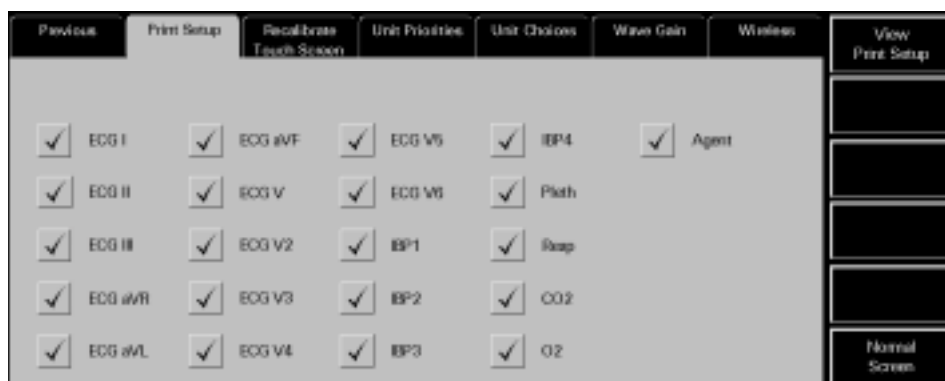 Previous
Print Setup
Recalibrate
Touch Screen
Unit Priorities
Unit Choices
Wave Gain
Wireless
View
Print Setup
ECG I
ECG aVF
ECG V5
IBP4
Agent
ECG II
ECG V
ECG V6
Pleth
ECG III
ECG V2
IBP1
Resp
ECG aVR
ECG V3
IBP2
CO2
ECG aVL
ECG V4
IBP3
O2
Normal
Screen